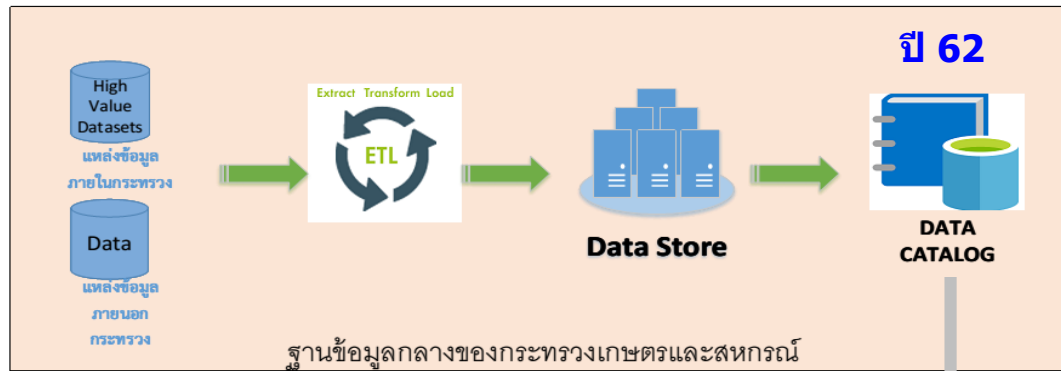 ปี 62
High
Value
Datasets
แหล่งข้อมูล
ภายในกระทรวง
Data
แหล่งข้อมูล
ภายนอก
กระทรวง
Extract Transform Load
ETL
Data Store
DATA
CATALOG
ฐานข้อมูลกลางของกระทรวงเกษตรและสหกรณ์